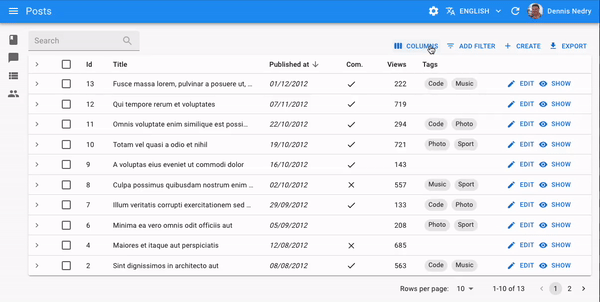 Posts ENGLISH Dennis Nedry
Search COLUMNS ADD FILTER CREATE EXPORT
Id Title Published at Com. Views Tags
13 Fusce massa lorem, pulvinar a posuere ut, … 01/12/2012 222 Code Music EDIT SHOW
12 Qui tempore rerum et voluptates 07/11/2012 719 EDIT SHOW
11 Omnis voluptate enim similique est possi… 22/10/2012 294 Code Photo EDIT SHOW
10 Totam vel quasi a odio et nihil 19/10/2012 721 Photo Sport EDIT SHOW
9 A voluptas eius eveniet ut commodi dolor 16/10/2012 143 EDIT SHOW
8 Culpa possimus quibusdam nostrum enim … 02/10/2012 557 Music Sport EDIT SHOW
7 Illum veritatis corrupti exercitationem sed … 29/09/2012 133 Code Photo EDIT SHOW
6 Minima ea vero omnis odit officiis aut 05/09/2012 208 Photo Sport EDIT SHOW
4 Maiores et itaque aut perspiciatis 12/08/2012 685 EDIT SHOW
2 Sint dignissimos in architecto aut 08/08/2012 563 Code Music EDIT SHOW
Rows per page: 10 1-10 of 13 1 2